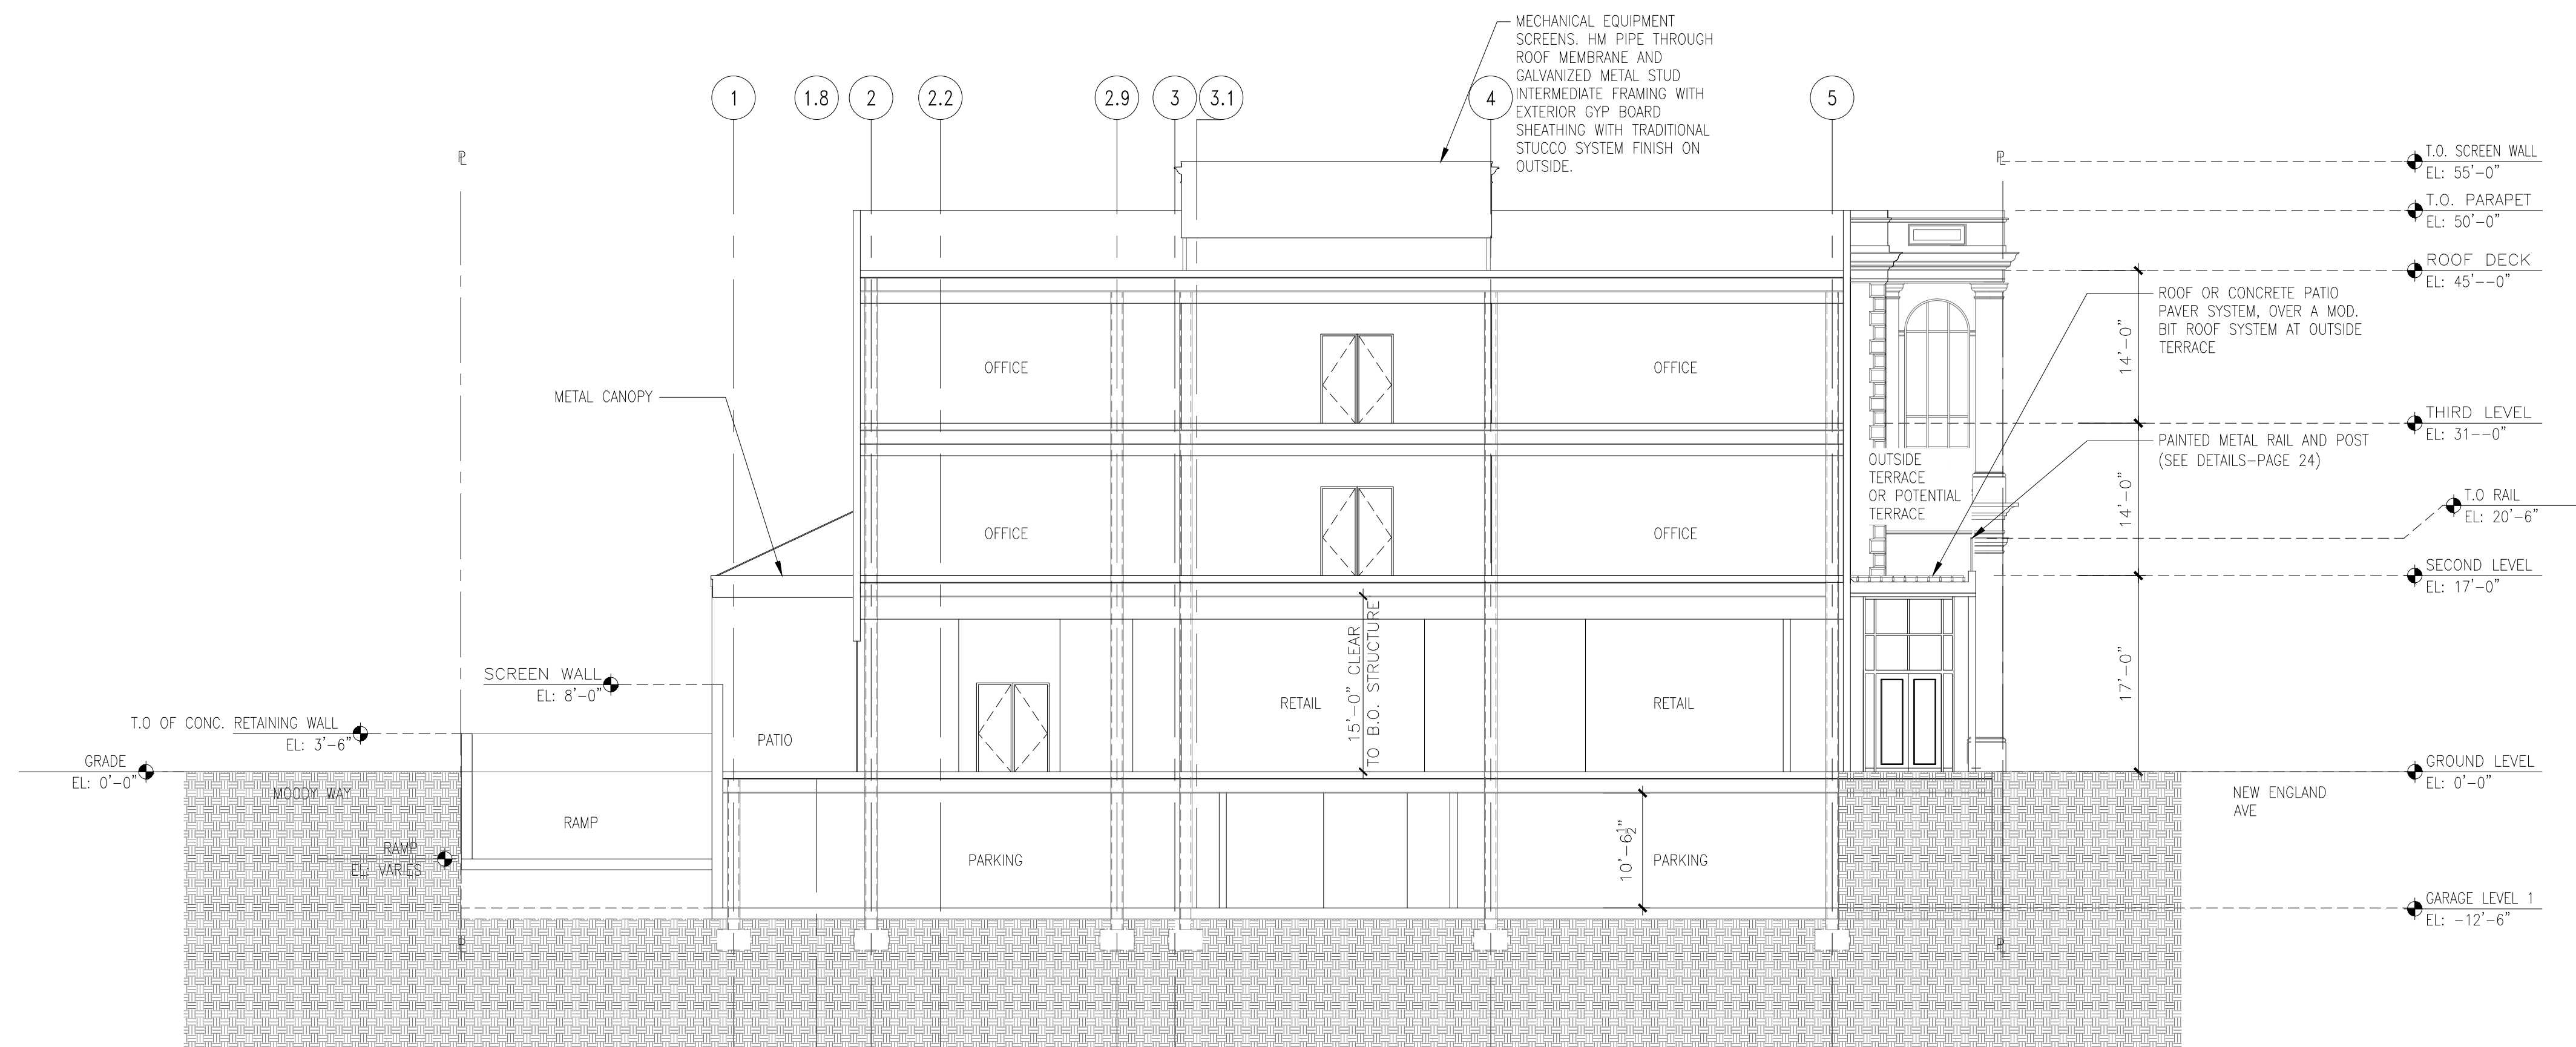 MECHANICAL EQUIPMENT
SCREENS. HM PIPE THROUGH
ROOF MEMBRANE AND
GALVANIZED METAL STUD
INTERMEDIATE FRAMING WITH
EXTERIOR GYP BOARD
SHEATHING WITH TRADITIONAL
STUCCO SYSTEM FINISH ON
OUTSIDE.
1
1.8
2
2.2
2.9
3
3.1
4
5
PL
PL
T.O. SCREEN WALL
EL: 55'-0"
T.O. PARAPET
EL: 50'-0"
ROOF DECK
EL: 45'--0"
ROOF OR CONCRETE PATIO
PAVER SYSTEM, OVER A MOD.
BIT ROOF SYSTEM AT OUTSIDE
TERRACE
14'-0"
OFFICE
OFFICE
METAL CANOPY
THIRD LEVEL
EL: 31--0"
PAINTED METAL RAIL AND POST
(SEE DETAILS-PAGE 24)
OUTSIDE
TERRACE
OR POTENTIAL
TERRACE
14'-0"
T.O RAIL
EL: 20'-6"
OFFICE
OFFICE
SECOND LEVEL
EL: 17'-0"
15'-0" CLEAR
TO B.O. STRUCTURE
17'-0"
SCREEN WALL
EL: 8'-0"
RETAIL
RETAIL
T.O OF CONC. RETAINING WALL
EL: 3'-6"
PATIO
GRADE
EL: 0'-0"
GROUND LEVEL
EL: 0'-0"
MOODY WAY
NEW ENGLAND
AVE
RAMP
RAMP
EL: VARIES
PARKING
10'-6 1/2"
PARKING
GARAGE LEVEL 1
EL: -12'-6"
PL
PL